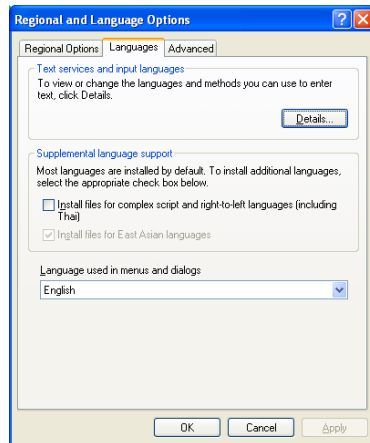 Regional and Language Options
Regional Options
Languages
Advanced
Text services and input languages
To view or change the languages and methods you can use to enter
text, click Details.
Details...
Supplemental language support
Most languages are installed by default. To install additional languages,
select the appropriate check box below.
Install files for complex script and right-to-left languages (including
Thai)
Install files for East Asian languages
Language used in menus and dialogs
English
OK
Cancel
Apply